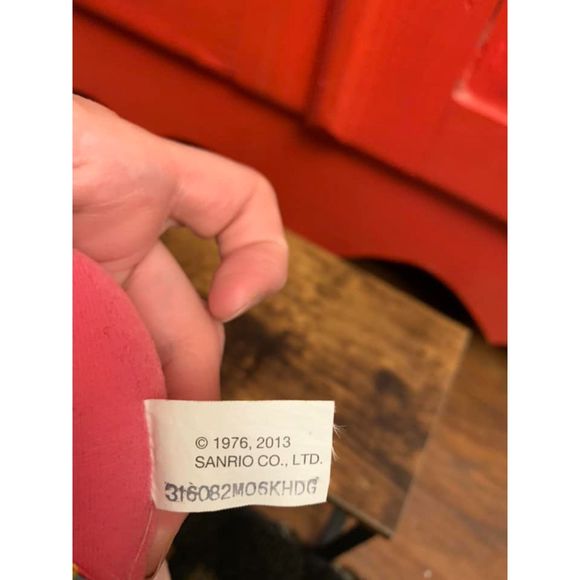 © 1976, 2013
SANRIO CO., LTD.
316082M06KHDG